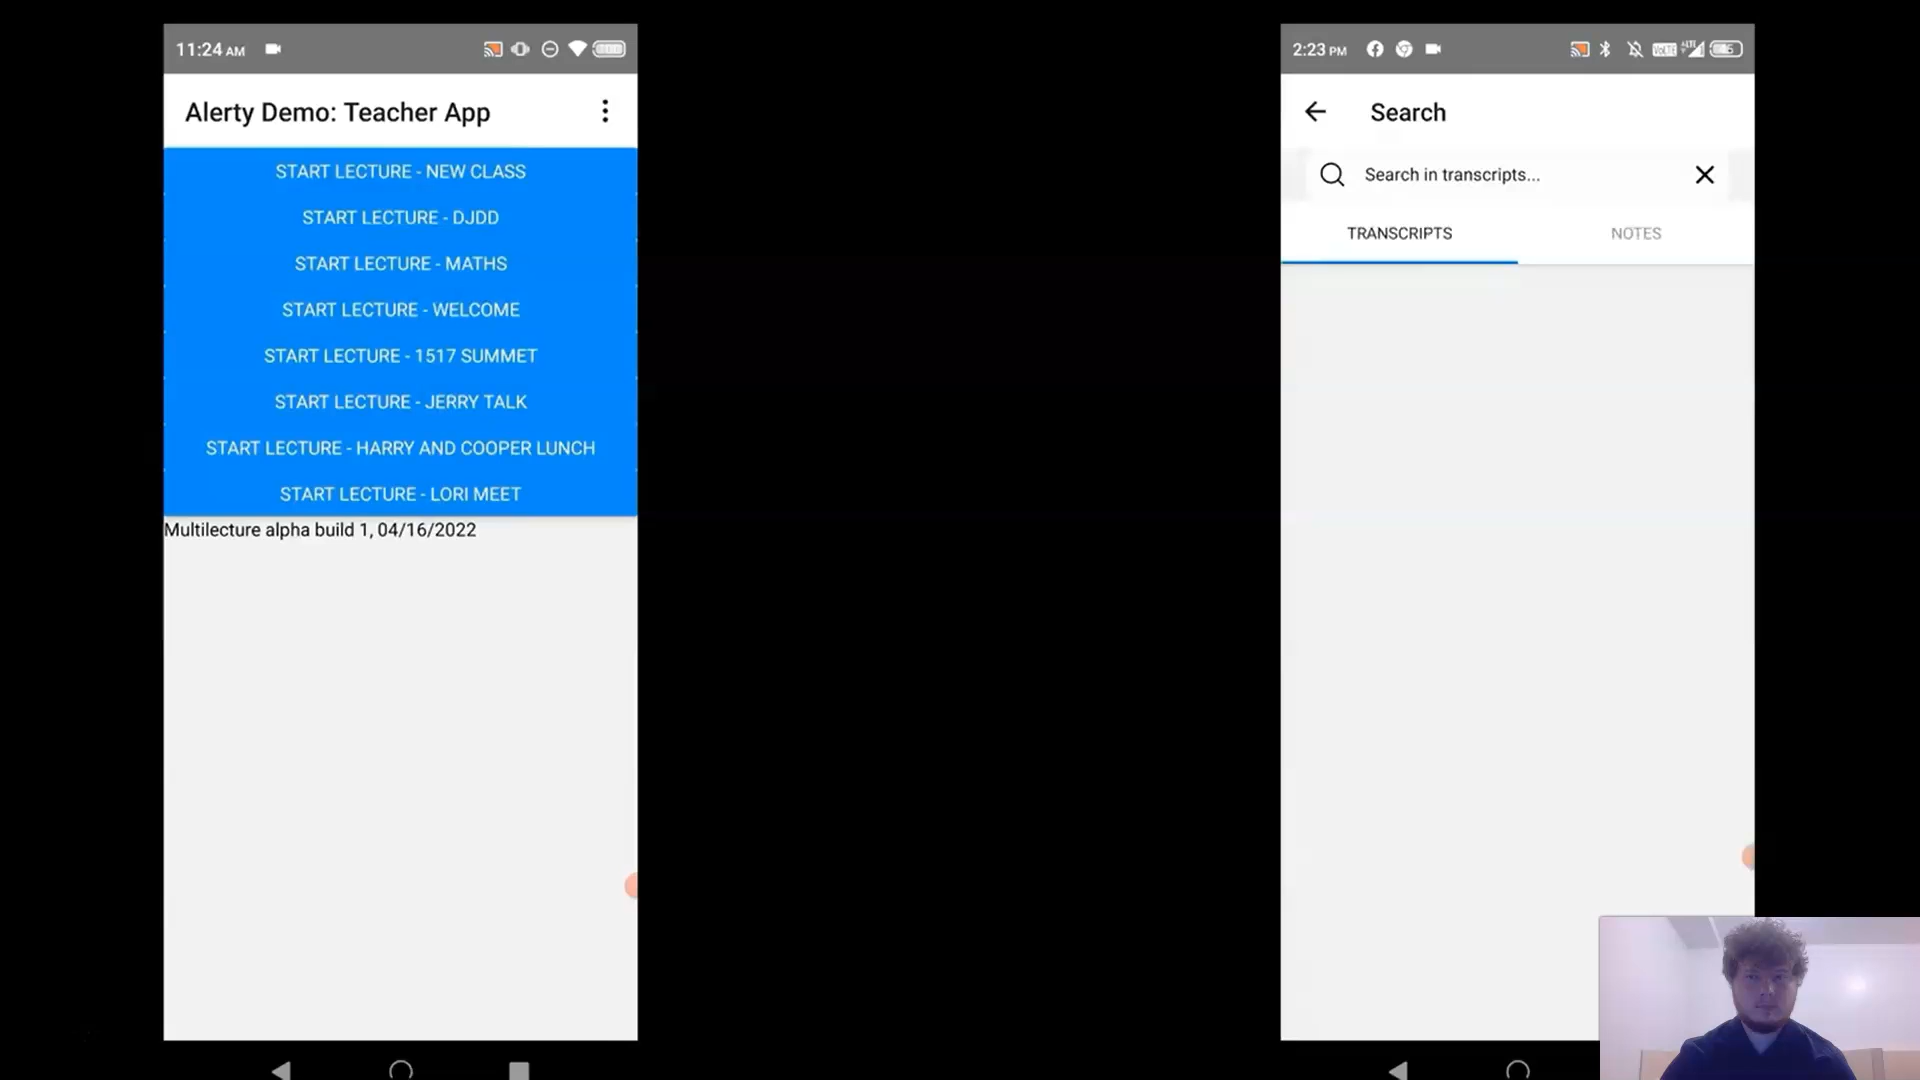 11:24 AM
Alerty Demo: Teacher App
START LECTURE - NEW CLASS
START LECTURE - DJDD
START LECTURE - MATHS
START LECTURE - WELCOME
START LECTURE - 1517 SUMMET
START LECTURE - JERRY TALK
START LECTURE - HARRY AND COOPER LUNCH
START LECTURE - LORI MEET
Multilecture alpha build 1, 04/16/2022
2:23 PM
Search
Search in transcripts...
TRANSCRIPTS
NOTES